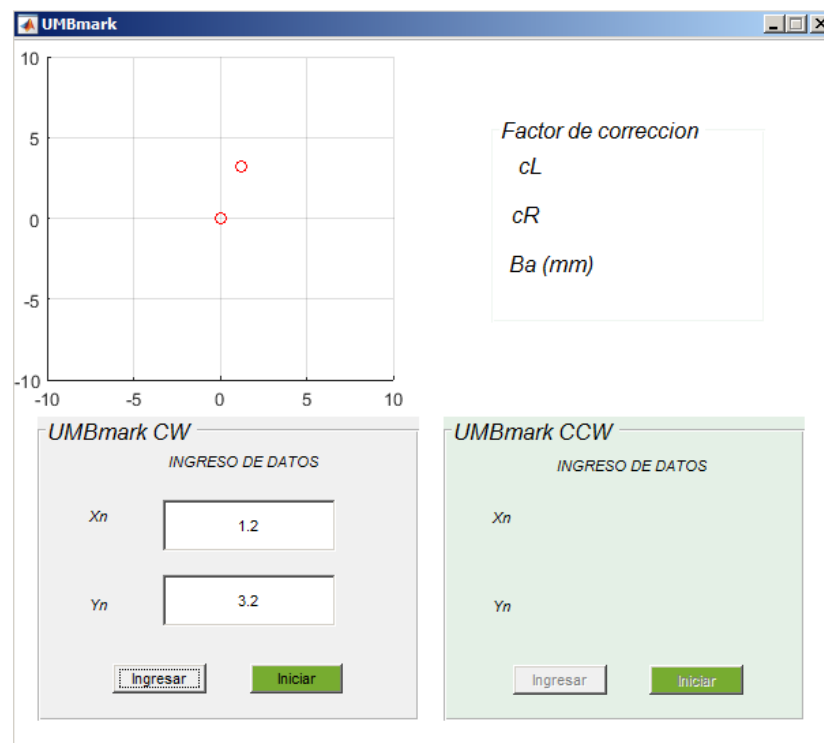 UMBmark
10
5
0
-5
-10
-10 -5 0 5 10
Factor de correccion
cL
cR
Ba (mm)
UMBmark CW
INGRESO DE DATOS
Xn 1.2
Yn 3.2
Ingresar Iniciar
UMBmark CCW
INGRESO DE DATOS
Xn
Yn
Ingresar Iniciar